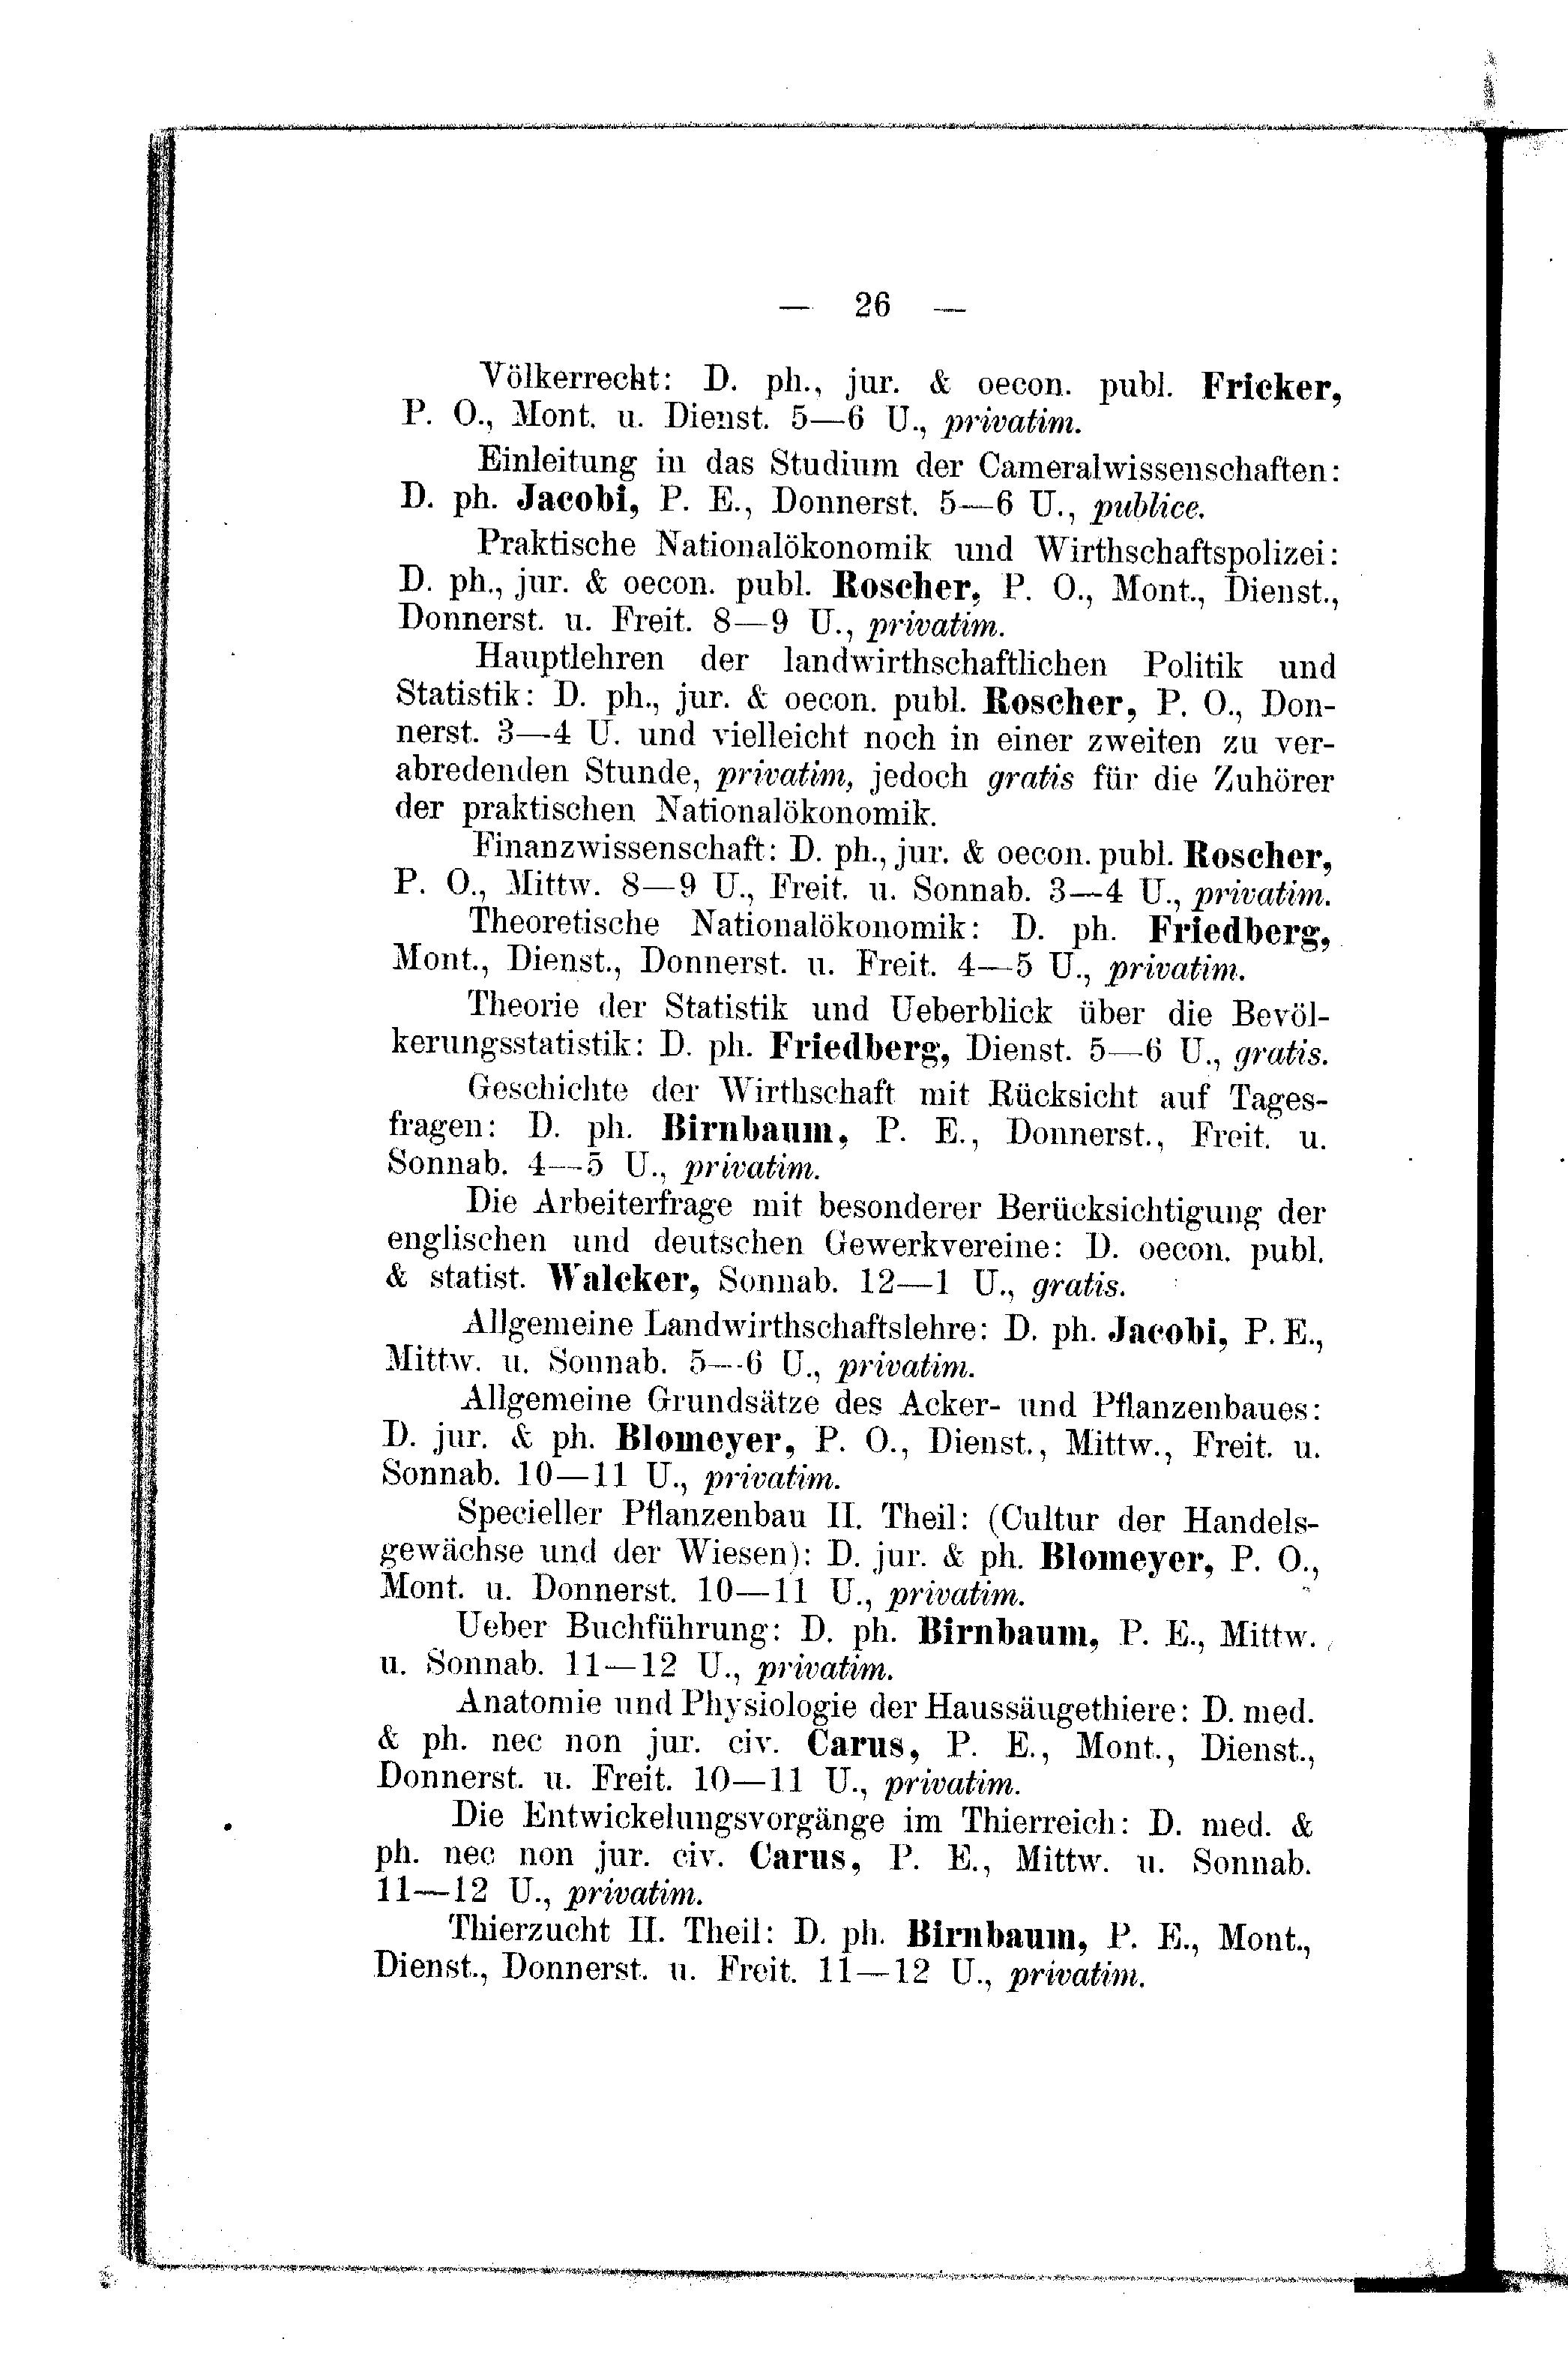 — 26 —
Völkerrecht: D. ph., jur. & oecon. publ. Fricker,
P. O., Mont. u. Dienst. 5—6 U., privatim.
Einleitung in das Studium der Cameralwissenschaften:
D. ph. Jacobi, P. E., Donnerst. 5—6 U., publice.
Praktische Nationalökonomik und Wirthschaftspolizei:
D. ph., jur. & oecon. publ. Roscher, P. O., Mont., Dienst.,
Donnerst. u. Freit. 8—9 U., privatim.
Hauptlehren der landwirthschaftlichen Politik und
Statistik: D. ph., jur. & oecon. publ. Roscher, P. O., Don-
nerst. 3—4 U. und vielleicht noch in einer zweiten zu ver-
abredenden Stunde, privatim, jedoch gratis für die Zuhörer
der praktischen Nationalökonomik.
Finanzwissenschaft: D. ph., jur. & oecon. publ. Roscher,
P. O., Mittw. 8—9 U., Freit. u. Sonnab. 3—4 U., privatim.
Theoretische Nationalökonomik: D. ph. Friedberg,
Mont., Dienst., Donnerst. u. Freit. 4—5 U., privatim.
Theorie der Statistik und Ueberblick über die Bevöl-
kerungsstatistik: D. ph. Friedberg, Dienst. 5—6 U., gratis.
Geschichte der Wirthschaft mit Rücksicht auf Tages-
fragen: D. ph. Birnbaum, P. E., Donnerst., Freit. u.
Sonnab. 4—5 U., privatim.
Die Arbeiterfrage mit besonderer Berücksichtigung der
englischen und deutschen Gewerkvereine: D. oecon. publ.
& statist. Walcker, Sonnab. 12—1 U., gratis.
Allgemeine Landwirthschaftslehre: D. ph. Jacobi, P. E.,
Mittw. u. Sonnab. 5—6 U., privatim.
Allgemeine Grundsätze des Acker- und Pflanzenbaues:
D. jur. & ph. Blomeyer, P. O., Dienst., Mittw., Freit. u.
Sonnab. 10—11 U., privatim.
Specieller Pflanzenbau II. Theil: (Cultur der Handels-
gewächse und der Wiesen): D. jur. & ph. Blomeyer, P. O.,
Mont. u. Donnerst. 10—11 U., privatim.
Ueber Buchführung: D. ph. Birnbaum, P. E., Mittw.
u. Sonnab. 11—12 U., privatim.
Anatomie und Physiologie der Haussäugethiere: D. med.
& ph. nec non jur. civ. Carus, P. E., Mont., Dienst.,
Donnerst. u. Freit. 10—11 U., privatim.
Die Entwickelungsvorgänge im Thierreich: D. med. &
ph. nec non jur. civ. Carus, P. E., Mittw. u. Sonnab.
11—12 U., privatim.
Thierzucht II. Theil: D. ph. Birnbaum, P. E., Mont.,
Dienst., Donnerst. u. Freit. 11—12 U., privatim.